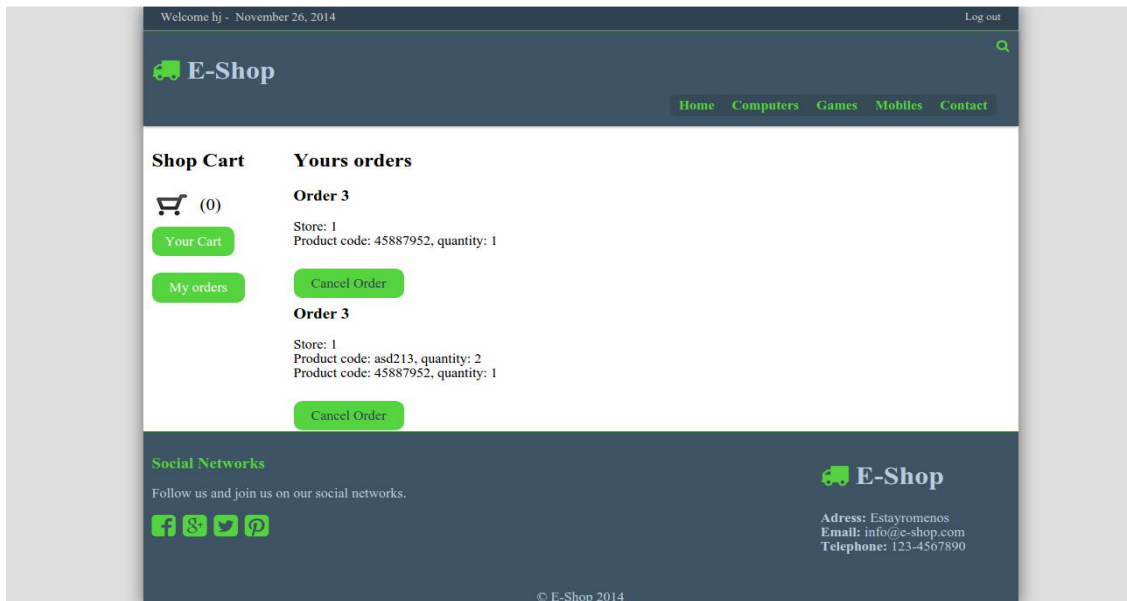 Welcome hj - November 26, 2014
Log out
E-Shop
Home Computers Games Mobiles Contact
Shop Cart
(0)
Your Cart
My orders
Yours orders
Order 3
Store: 1
Product code: 45887952, quantity: 1
Cancel Order
Order 3
Store: 1
Product code: asd213, quantity: 2
Product code: 45887952, quantity: 1
Cancel Order
Social Networks
Follow us and join us on our social networks.
E-Shop
Adress: Estayromenos
Email: info@e-shop.com
Telephone: 123-4567890
© E-Shop 2014